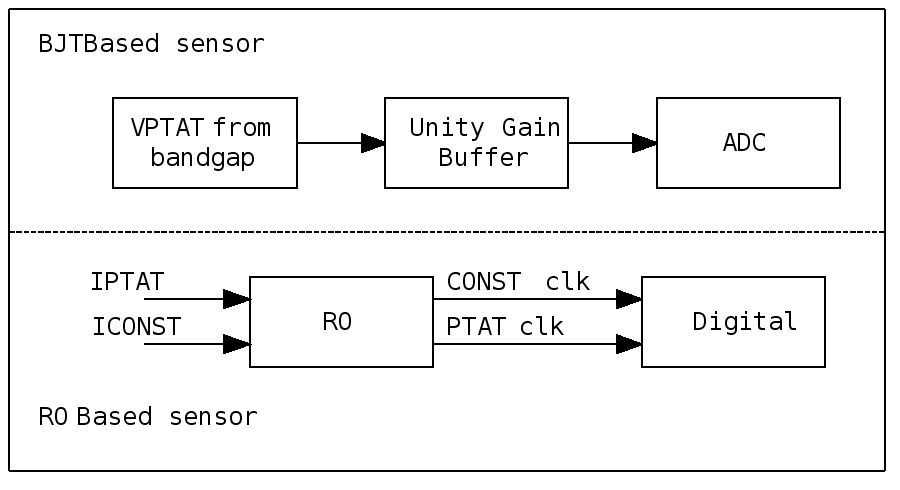 BJTBased sensor
VPTAT from
bandgap
Unity Gain
Buffer
ADC
IPTAT
ICONST
RO
CONST clk
PTAT clk
Digital
RO Based sensor